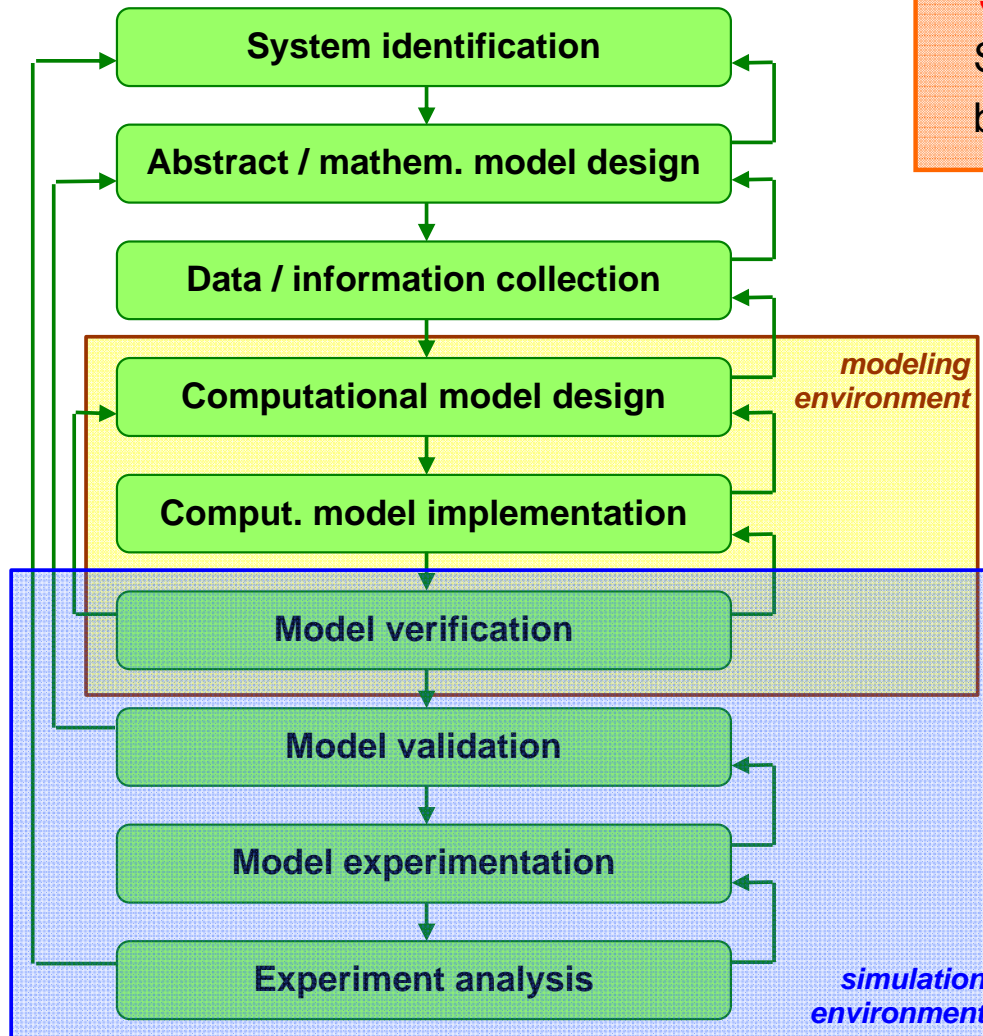 System identification
S
b
Abstract / mathem. model design
Data / information collection
modeling
environment
Computational model design
Comput. model implementation
Model verification
Model validation
Model experimentation
Experiment analysis
simulation
environment